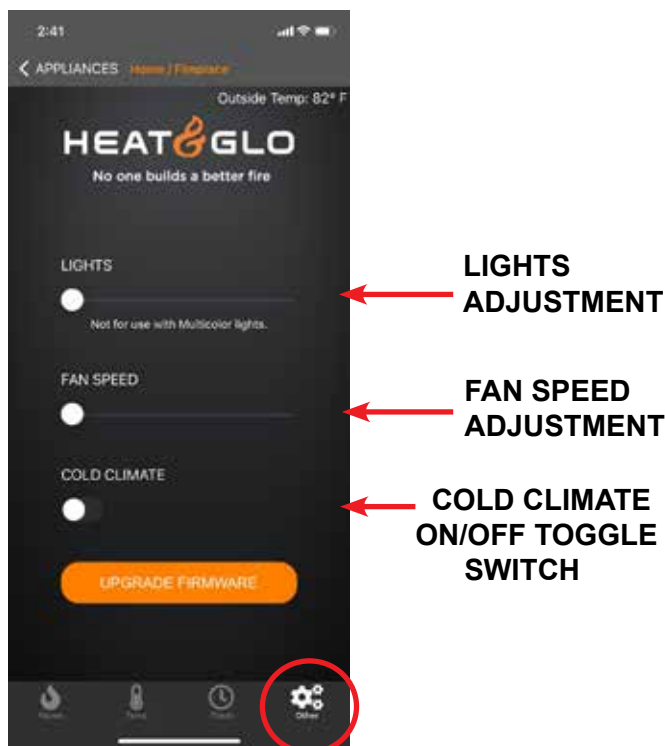 2:41
APPLIANCES Home / Fireplace
Outside Temp: 82° F
HEAT&GLO
No one builds a better fire
LIGHTS
Not for use with Multicolor lights.
LIGHTS
ADJUSTMENT
FAN SPEED
FAN SPEED
ADJUSTMENT
COLD CLIMATE
COLD CLIMATE
ON/OFF TOGGLE
SWITCH
UPGRADE FIRMWARE
Other